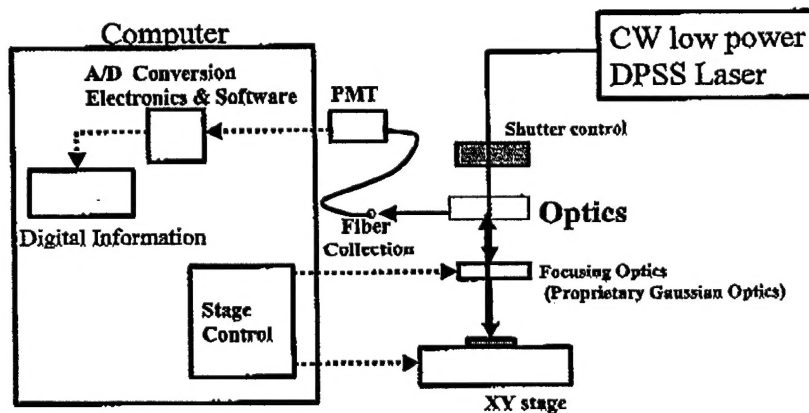 Computer
A/D Conversion
Electronics & Software
PMT
CW low power
DPSS Laser
Shutter control
Optics
Fiber
Collection
Digital Information
Focusing Optics
(Proprietary Gaussian Optics)
Stage
Control
XY stage